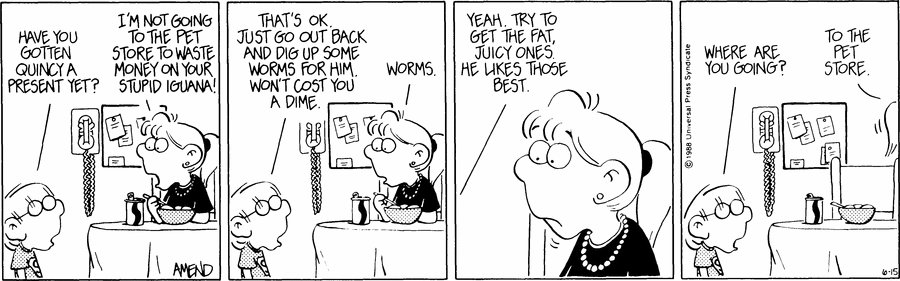 HAVE YOU
GOTTEN
QUINCY A
PRESENT YET?
I'M NOT GOING
TO THE PET
STORE TO WASTE
MONEY ON YOUR
STUPID IGUANA!
AMEND
THAT'S OK.
JUST GO OUT BACK
AND DIG UP SOME
WORMS FOR HIM.
WON'T COST YOU
A DIME.
WORMS.
YEAH. TRY TO
GET THE FAT,
JUICY ONES.
HE LIKES THOSE
BEST.
© 1988 Universal Press Syndicate
WHERE ARE
YOU GOING?
TO THE
PET
STORE.
6-15